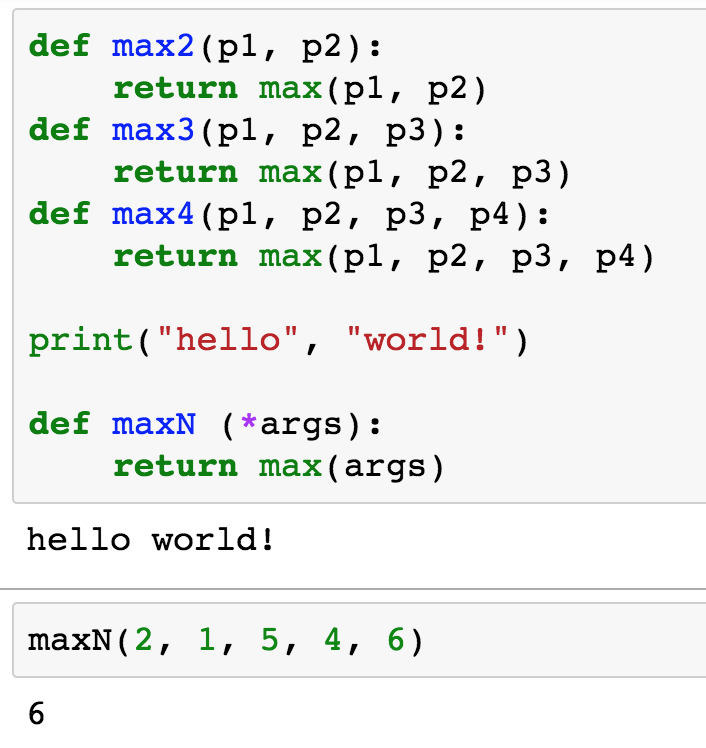 def max2(p1, p2):
    return max(p1, p2)
def max3(p1, p2, p3):
    return max(p1, p2, p3)
def max4(p1, p2, p3, p4):
    return max(p1, p2, p3, p4)

print("hello", "world!")

def maxN (*args):
    return max(args)
hello world!
maxN(2, 1, 5, 4, 6)
6